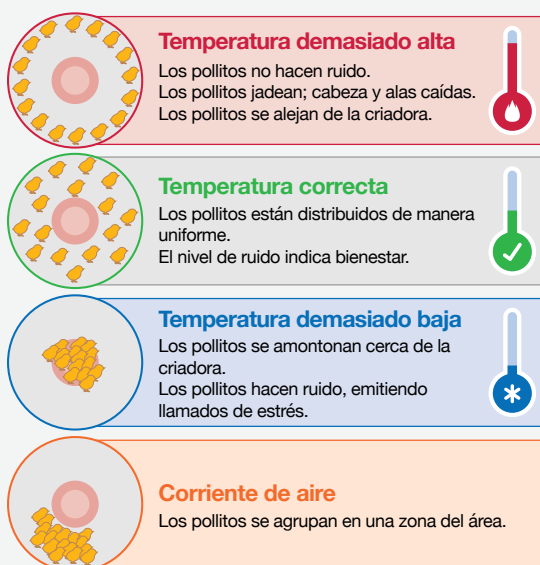 Temperatura demasiado alta
Los pollitos no hacen ruido.
Los pollitos jadean; cabeza y alas caídas.
Los pollitos se alejan de la criadora.
Temperatura correcta
Los pollitos están distribuidos de manera
uniforme.
El nivel de ruido indica bienestar.
Temperatura demasiado baja
Los pollitos se amontonan cerca de la
criadora.
Los pollitos hacen ruido, emitiendo
llamados de estrés.
Corriente de aire
Los pollitos se agrupan en una zona del área.